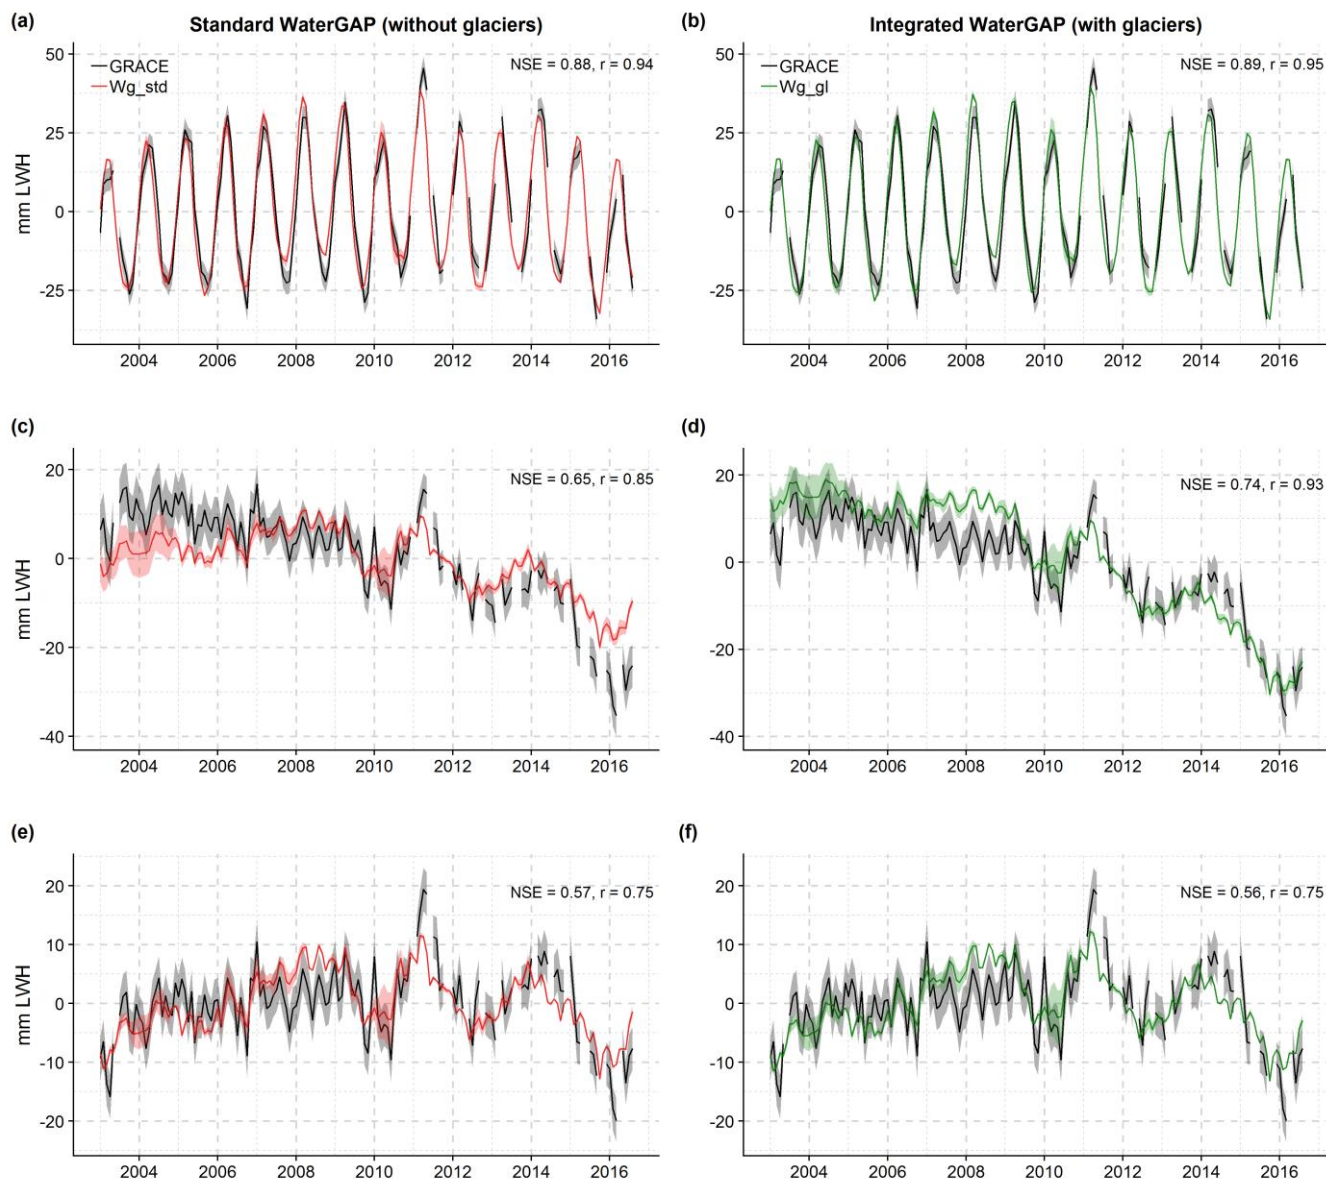 (a) Standard WaterGAP (without glaciers)
(b) Integrated WaterGAP (with glaciers)
GRACE
Wg_std
NSE = 0.88, r = 0.94
50
25
0
-25
mm LWH
2004 2006 2008 2010 2012 2014 2016
GRACE
Wg_gl
NSE = 0.89, r = 0.95
50
25
0
-25
2004 2006 2008 2010 2012 2014 2016
(c)
NSE = 0.65, r = 0.85
20
0
-20
-40
mm LWH
2004 2006 2008 2010 2012 2014 2016
(d)
NSE = 0.74, r = 0.93
20
0
-20
-40
2004 2006 2008 2010 2012 2014 2016
(e)
NSE = 0.57, r = 0.75
20
10
0
-10
-20
mm LWH
2004 2006 2008 2010 2012 2014 2016
(f)
NSE = 0.56, r = 0.75
20
10
0
-10
-20
2004 2006 2008 2010 2012 2014 2016